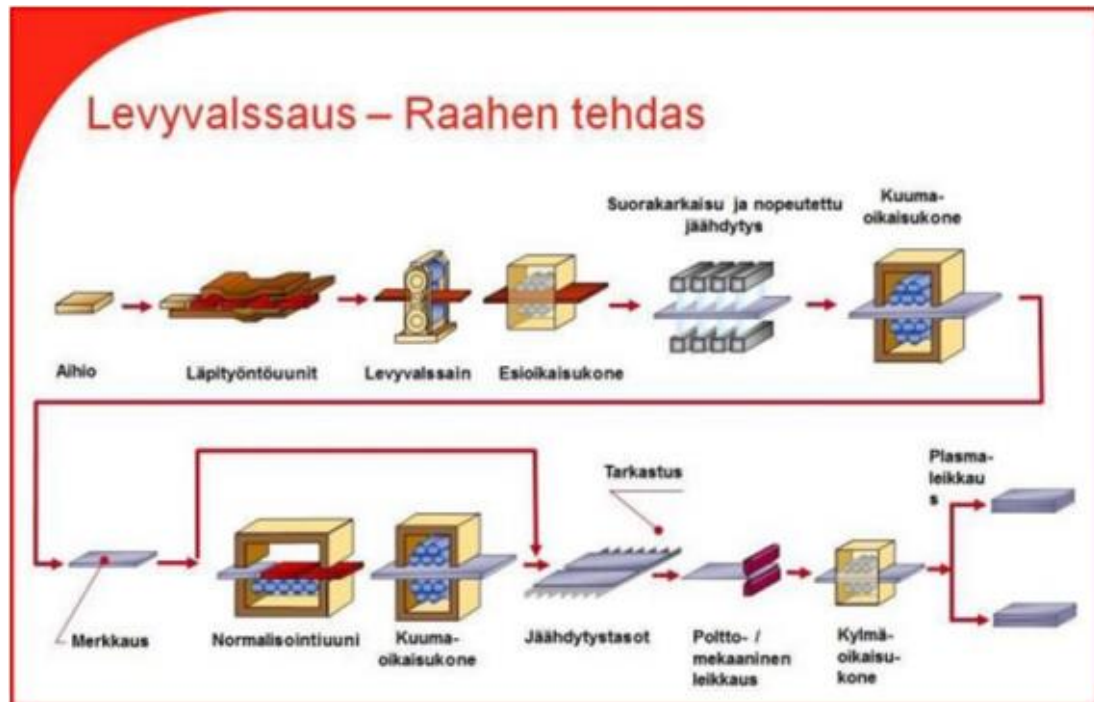 Levyvalssaus – Raahen tehdas
Suorakarkaisu ja nopeutettu
jäähdytys
Kuuma-
oikaisukone
Aihio
Läpityöntöuunit
Levyvalssain
Esioikaisukone
Tarkastus
Plasma-
leikkau
s
Merkkaus
Normalisointiuuni
Kuuma-
oikaisukone
Jäähdytystasot
Poltto- /
mekaaninen
leikkaus
Kylmä-
oikaisu-
kone